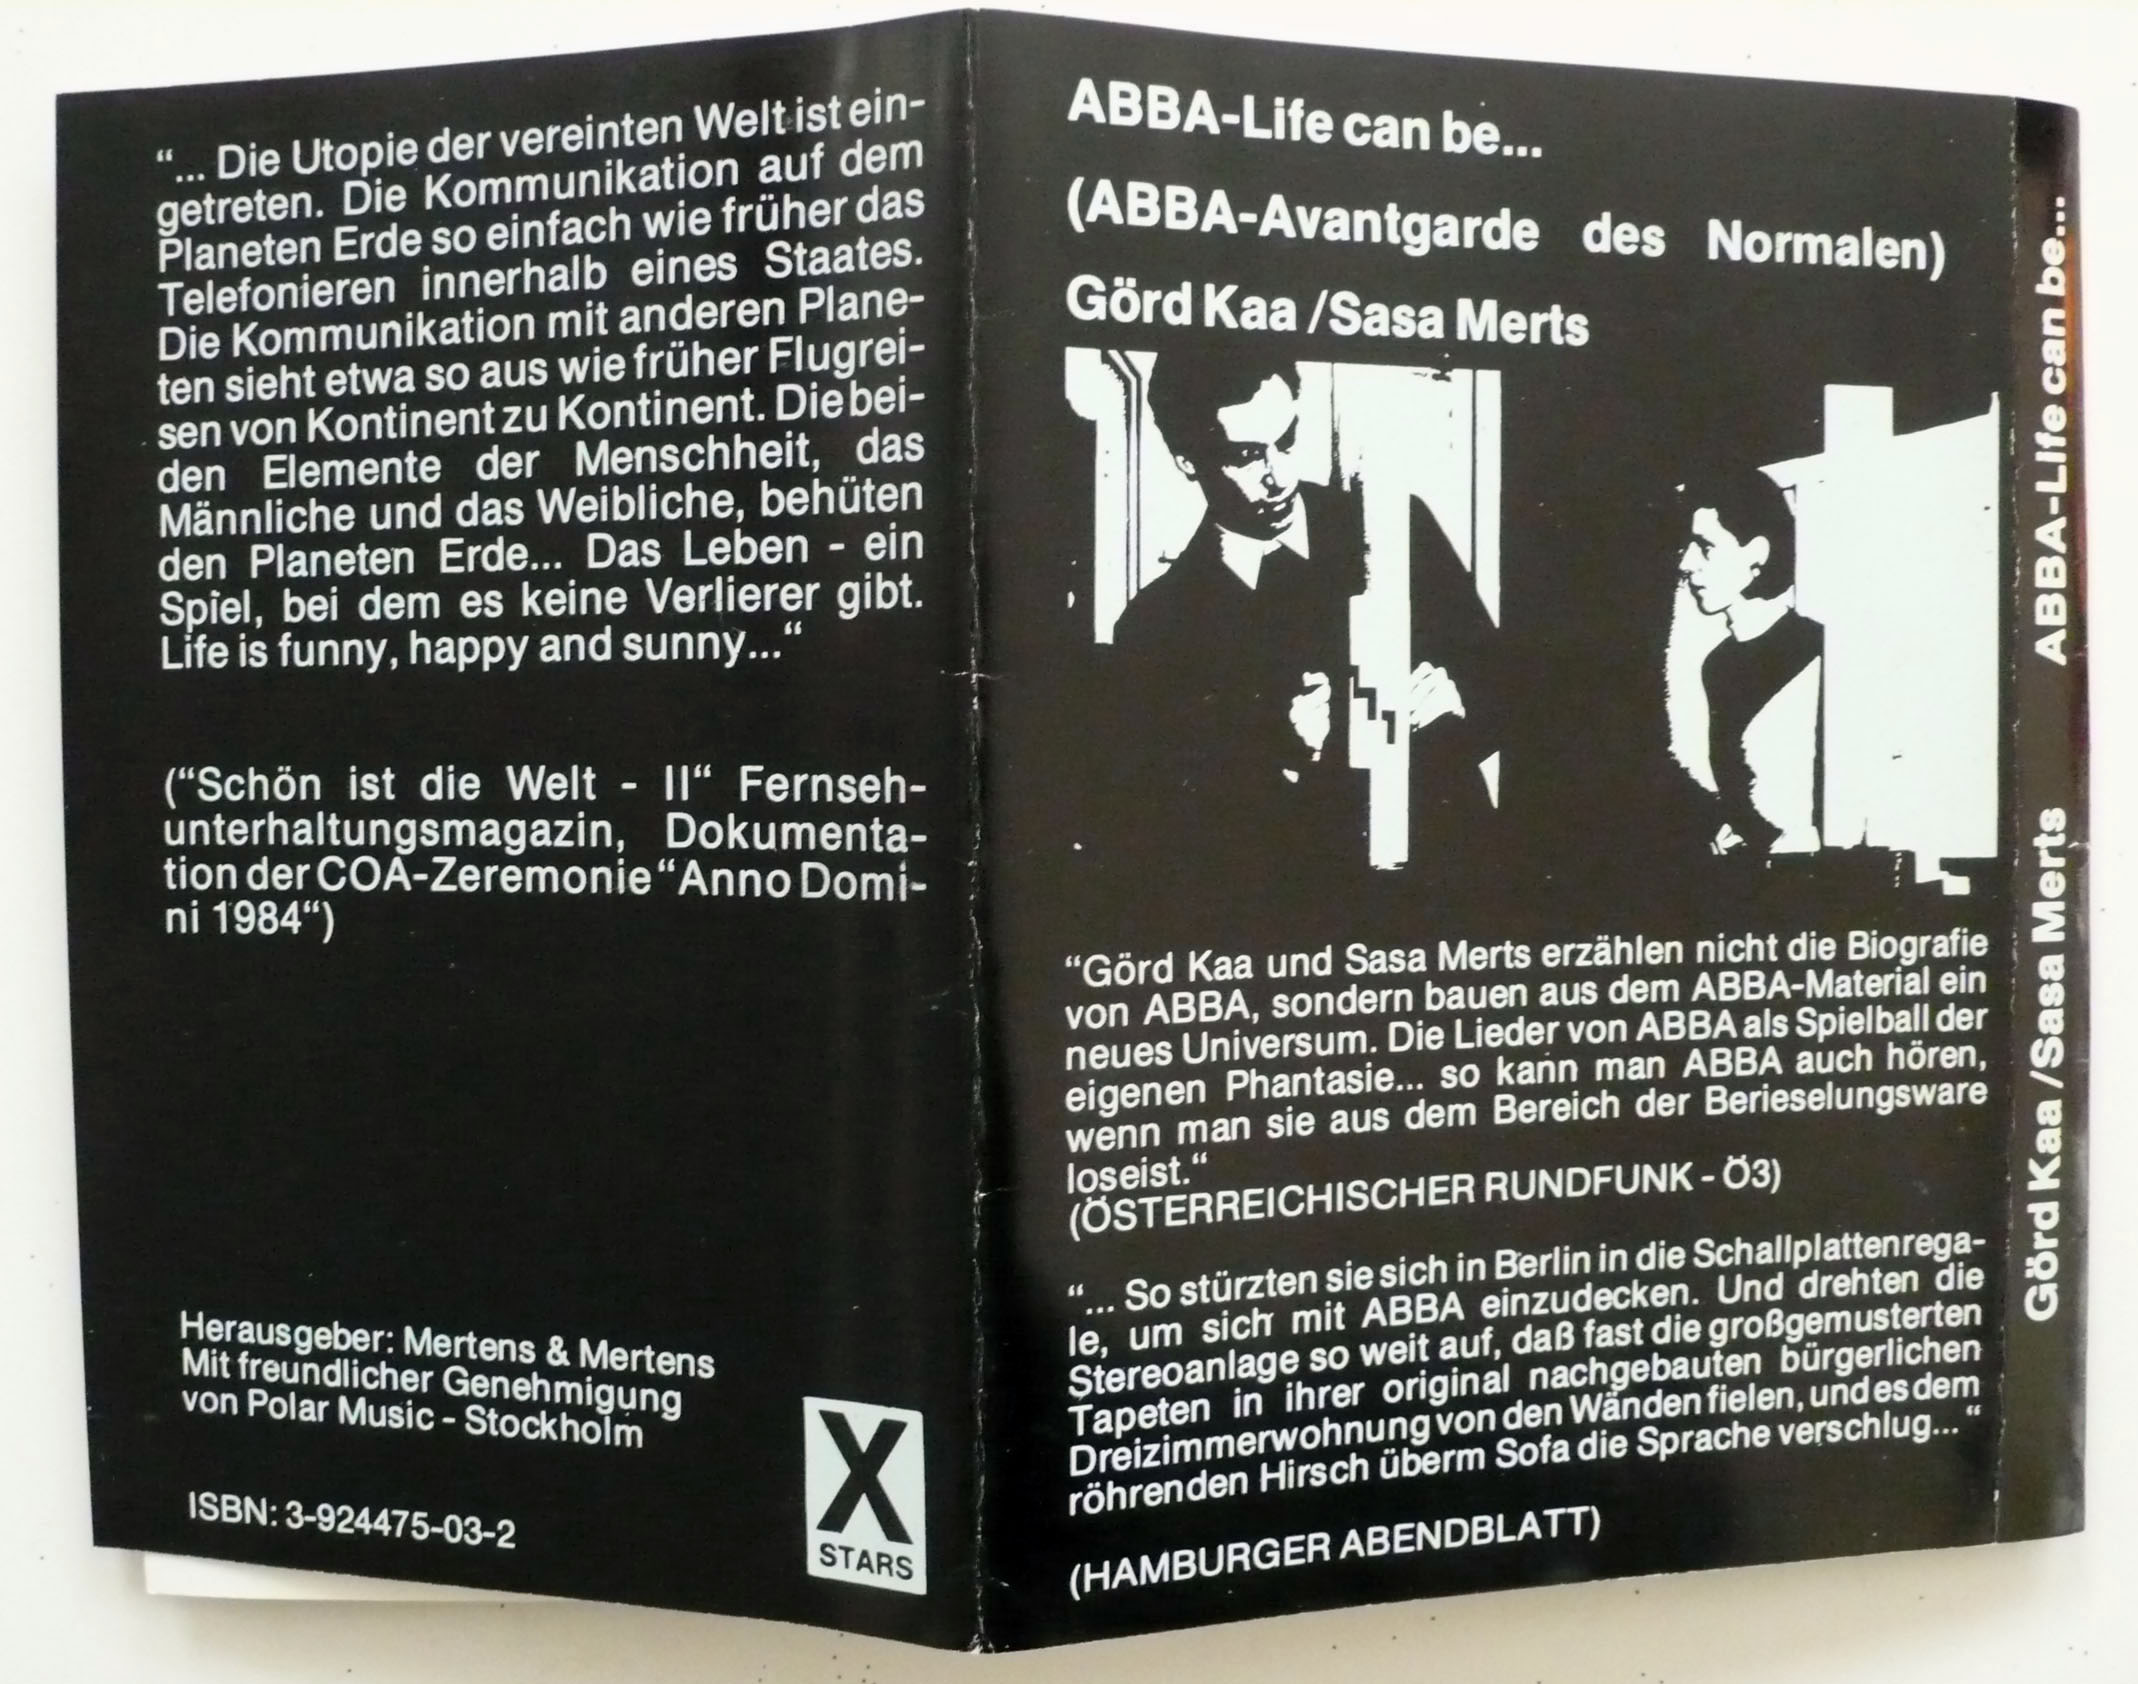 “... Die Utopie der vereinten Welt ist ein-
getreten. Die Kommunikation auf dem
Planeten Erde so einfach wie früher das
Telefonieren innerhalb eines Staates.
Die Kommunikation mit anderen Plane-
ten sieht etwa so aus wie früher Flugrei-
sen von Kontinent zu Kontinent. Die bei-
den Elemente der Menschheit, das
Männliche und das Weibliche, behüten
den Planeten Erde... Das Leben - ein
Spiel, bei dem es keine Verlierer gibt.
Life is funny, happy and sunny...“
(“Schön ist die Welt - II“ Fernseh-
unterhaltungsmagazin, Dokumenta-
tion der COA-Zeremonie “Anno Domi-
ni 1984“)
Herausgeber: Mertens & Mertens
Mit freundlicher Genehmigung
von Polar Music - Stockholm
ISBN: 3-924475-03-2
X
STARS
ABBA-Life can be...
(ABBA-Avantgarde des Normalen)
Görd Kaa /Sasa Merts
“Görd Kaa und Sasa Merts erzählen nicht die Biografie
von ABBA, sondern bauen aus dem ABBA-Material ein
neues Universum. Die Lieder von ABBA als Spielball der
eigenen Phantasie... so kann man ABBA auch hören,
wenn man sie aus dem Bereich der Berieselungsware
loseist.“
(ÖSTERREICHISCHER RUNDFUNK - Ö3)
“... So stürzten sie sich in Berlin in die Schallplattenrega-
le, um sich mit ABBA einzudecken. Und drehten die
Stereoanlage so weit auf, daß fast die großgemusterten
Tapeten in ihrer original nachgebauten bürgerlichen
Dreizimmerwohnung von den Wänden fielen, und es dem
röhrenden Hirsch überm Sofa die Sprache verschlug... “
(HAMBURGER ABENDBLATT)
Görd Kaa /Sasa Merts ABBA-Life can be...